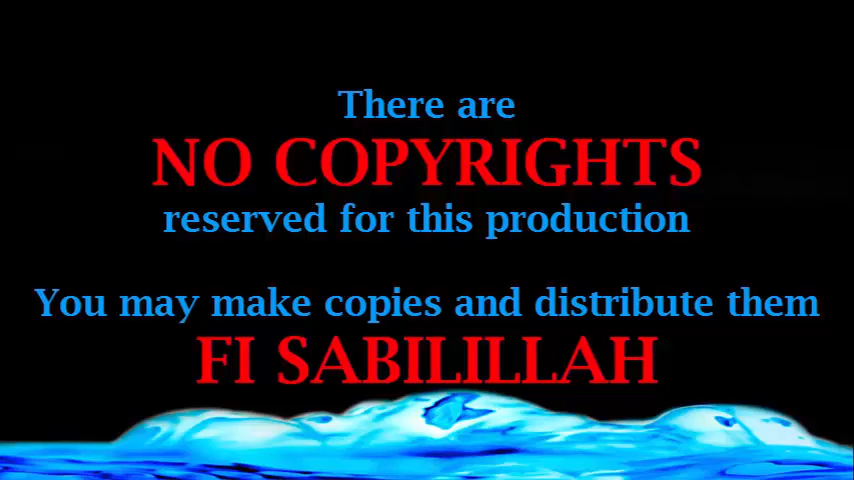 There are
NO COPYRIGHTS
reserved for this production
You may make copies and distribute them
FI SABILILLAH